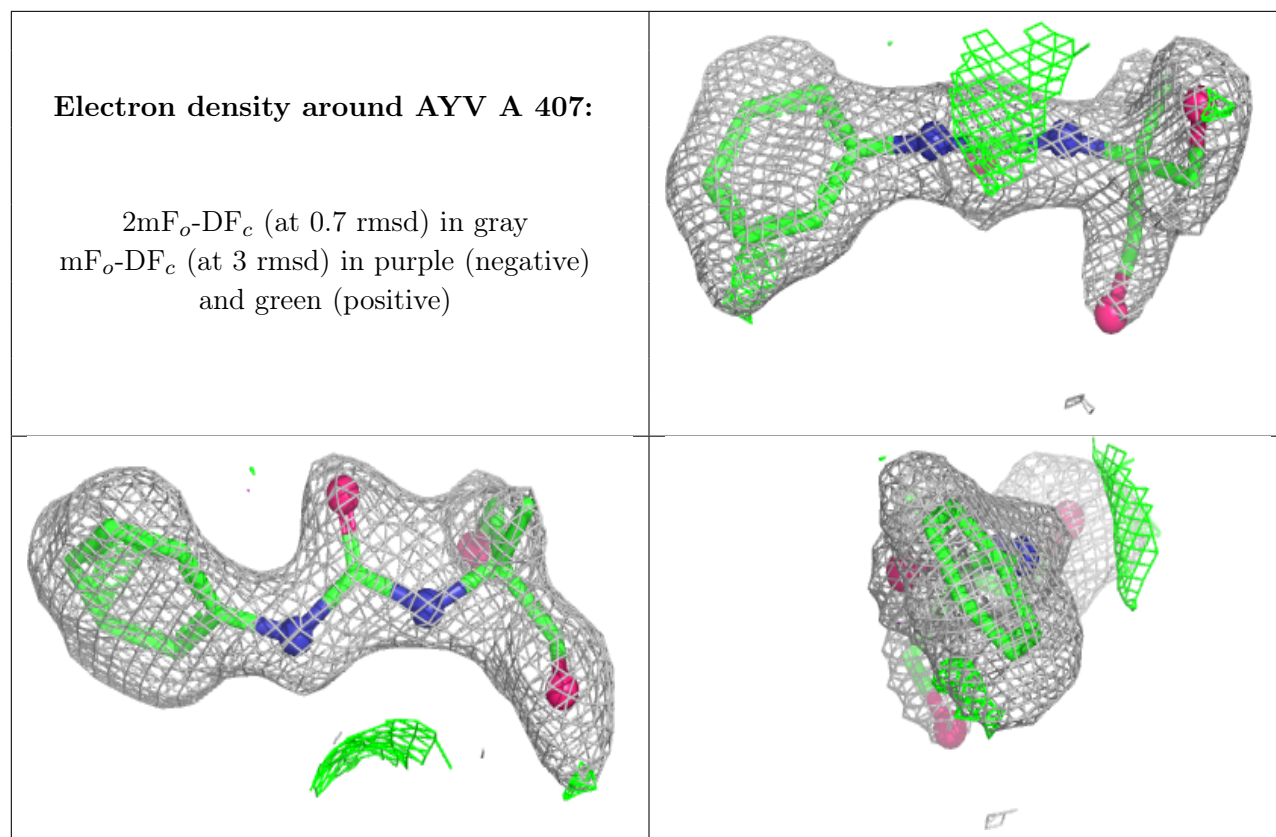 Electron density around AYV A 407:
2mFo-DFc (at 0.7 rmsd) in gray
mFo-DFc (at 3 rmsd) in purple (negative)
and green (positive)